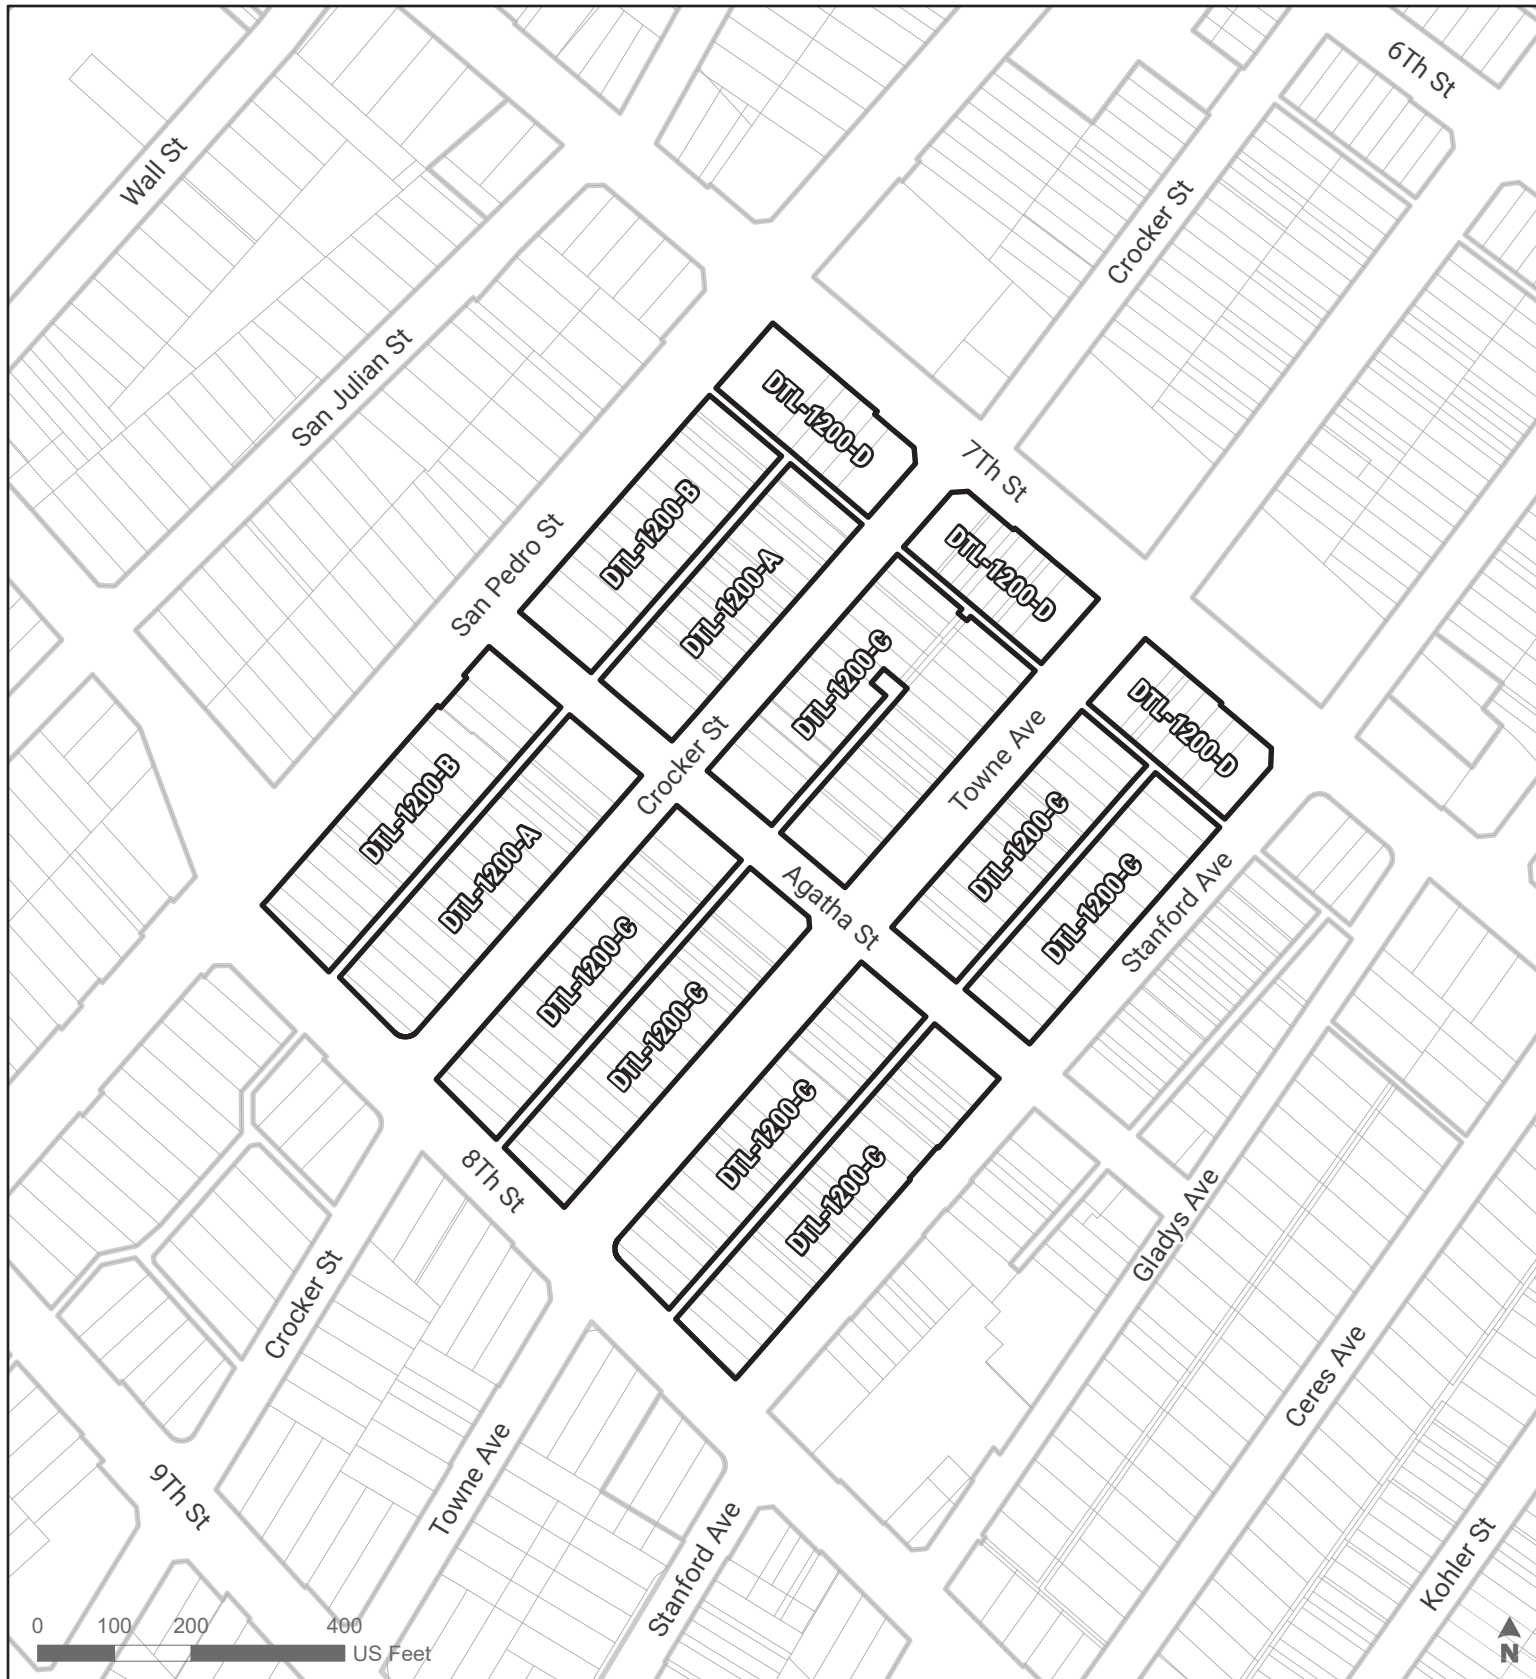 6Th St
Wall St
Crocker St
San Julian St
DTL-1200-D
7Th St
DTL-1200-B
DTL-1200-A
San Pedro St
DTL-1200-D
DTL-1200-C
DTL-1200-D
Towne Ave
Crocker St
DTL-1200-B
DTL-1200-A
DTL-1200-C
DTL-1200-C
Agatha St
Stanford Ave
DTL-1200-C
DTL-1200-C
DTL-1200-C
DTL-1200-C
8Th St
Gladys Ave
Crocker St
Ceres Ave
9Th St
Towne Ave
Stanford Ave
Kohler St
0 100 200 400
US Feet
N